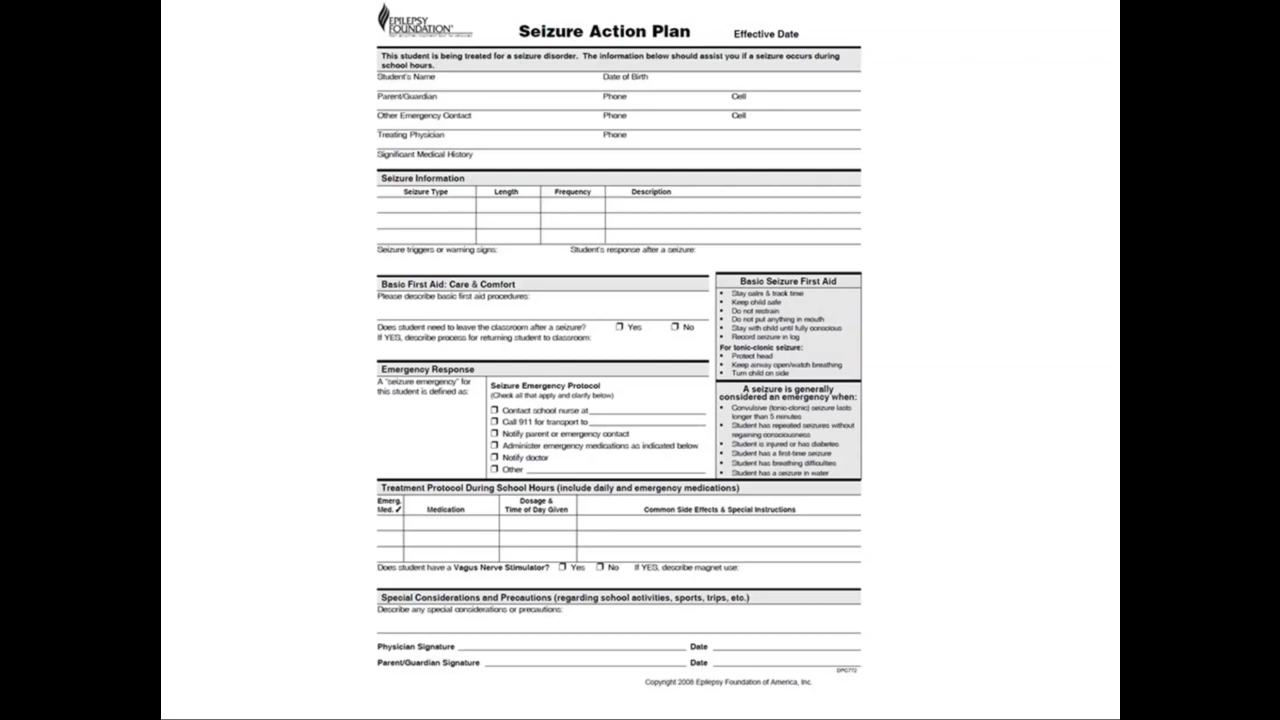 EPILEPSY
FOUNDATION
Seizure Action Plan
Effective Date
This student is being treated for a seizure disorder. The information below should assist you if a seizure occurs during
school hours.
Student's Name Date of Birth
Parent/Guardian Phone Cell
Other Emergency Contact Phone Cell
Treating Physician Phone
Significant Medical History
Seizure Information
Seizure Type Length Frequency Description
Seizure triggers or warning signs: Student's response after a seizure:
Basic First Aid: Care & Comfort
Please describe basic first aid procedures:
Does student need to leave the classroom after a seizure? ❒ Yes ❒ No
If YES, describe process for returning student to classroom:
Basic Seizure First Aid
• Stay calm & track time
• Keep child safe
• Do not restrain
• Do not put anything in mouth
• Stay with child until fully conscious
• Record seizure in log
For tonic-clonic seizure:
• Protect head
• Keep airway open/watch breathing
• Turn child on side
Emergency Response
A "seizure emergency" for
this student is defined as:
Seizure Emergency Protocol
(Check all that apply and clarify below)
❒ Contact school nurse at
❒ Call 911 for transport to
❒ Notify parent or emergency contact
❒ Administer emergency medications as indicated below
❒ Notify doctor
❒ Other
A seizure is generally
considered an emergency when:
• Convulsive (tonic-clonic) seizure lasts
longer than 5 minutes
• Student has repeated seizures without
regaining consciousness
• Student is injured or has diabetes
• Student has a first-time seizure
• Student has breathing difficulties
• Student has a seizure in water
Treatment Protocol During School Hours (include daily and emergency medications)
Emerg.
Med. ✓
Medication
Dosage &
Time of Day Given
Common Side Effects & Special Instructions
Does student have a Vagus Nerve Stimulator? ❒ Yes ❒ No If YES, describe magnet use:
Special Considerations and Precautions (regarding school activities, sports, trips, etc.)
Describe any special considerations or precautions:
Physician Signature Date
Parent/Guardian Signature Date
DPC772
Copyright 2008 Epilepsy Foundation of America, Inc.